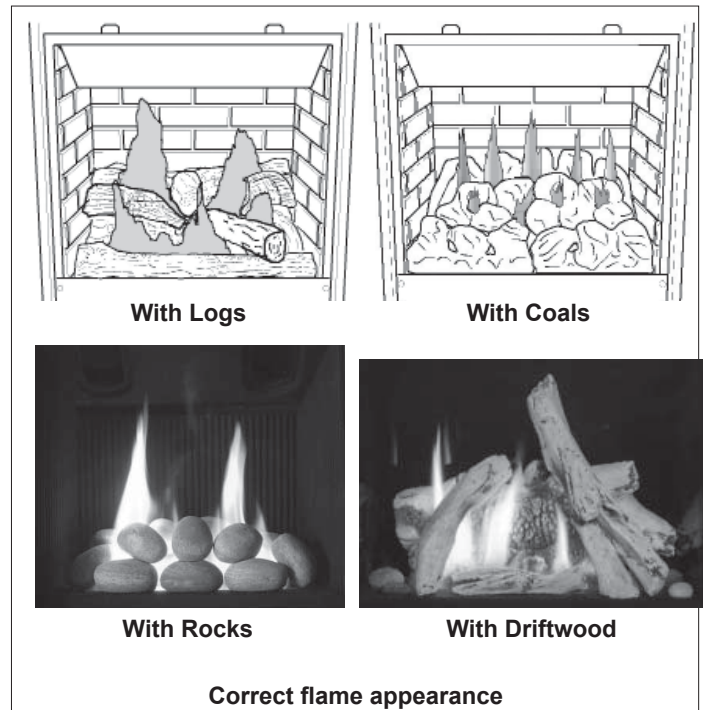 With Logs
With Coals
With Rocks
With Driftwood
Correct flame appearance